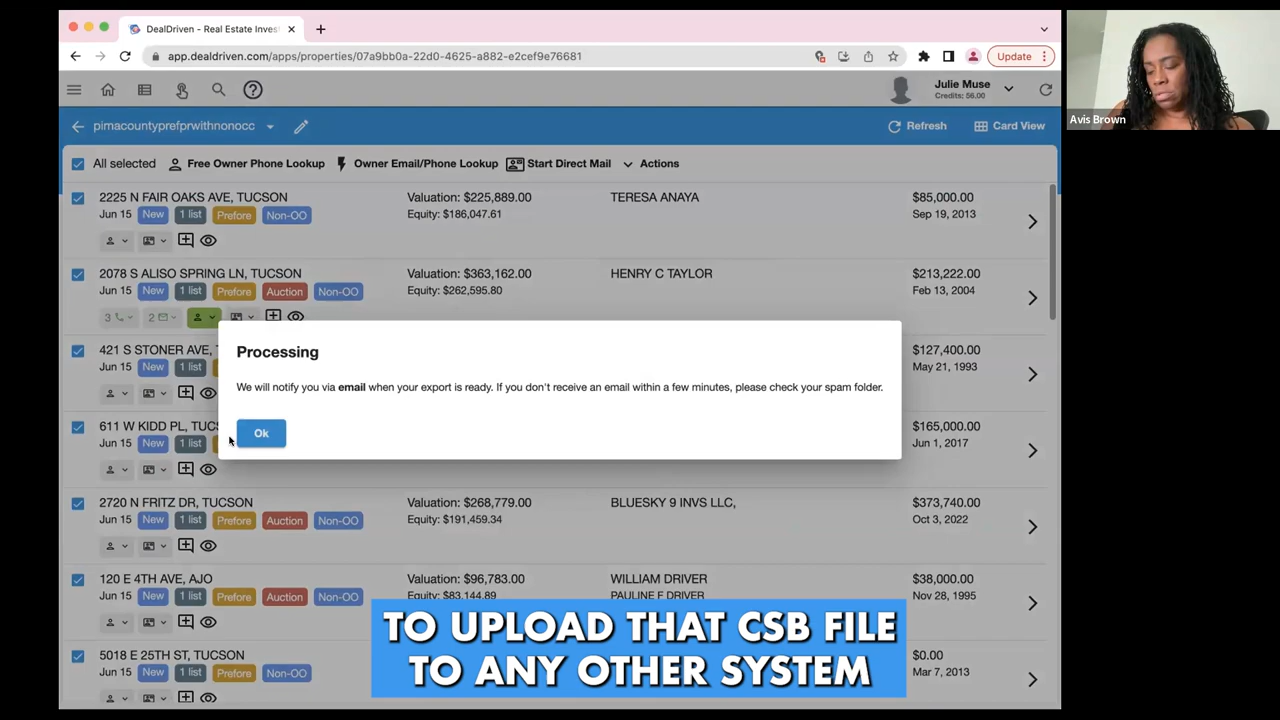 DealDriven - Real Estate Inves
app.dealdriven.com/apps/properties/07a9bb0a-22d0-4625-a882-e2cef9e76681
Update
Avis Brown
Julie Muse
Credits: 56.00
pimacountyprefprwithnonocc
Refresh
Card View
All selected
Free Owner Phone Lookup
Owner Email/Phone Lookup
Start Direct Mail
Actions
2225 N FAIR OAKS AVE, TUCSON
Valuation: $225,889.00
TERESA ANAYA
$85,000.00
Jun 15 New 1 list Prefore Non-OO
Equity: $186,047.61
Sep 19, 2013
2078 S ALISO SPRING LN, TUCSON
Valuation: $363,162.00
HENRY C TAYLOR
$213,222.00
Jun 15 New 1 list Prefore Auction Non-OO
Equity: $262,595.80
Feb 13, 2004
3 2
421 S STONER AVE,
$127,400.00
Jun 15 New 1 list
May 21, 1993
Processing
We will notify you via email when your export is ready. If you don't receive an email within a few minutes, please check your spam folder.
Ok
611 W KIDD PL,
$165,000.00
Jun 15 New 1 list
Jun 1, 2017
2720 N FRITZ DR, TUCSON
Valuation: $268,779.00
BLUESKY 9 INVS LLC,
$373,740.00
Jun 15 New 1 list Prefore Auction Non-OO
Equity: $191,459.34
Oct 3, 2022
120 E 4TH AVE, AJO
Valuation: $96,783.00
WILLIAM DRIVER
$38,000.00
Jun 15 New 1 list Prefore Auction Non-OO
Equity: $83,144.89
PAULINE F DRIVER
Nov 28, 1995
5018 E 25TH ST, TUCSON
$0.00
Jun 15 New 1 list Prefore Non-OO
Mar 7, 2013
TO UPLOAD THAT CSB FILE
TO ANY OTHER SYSTEM